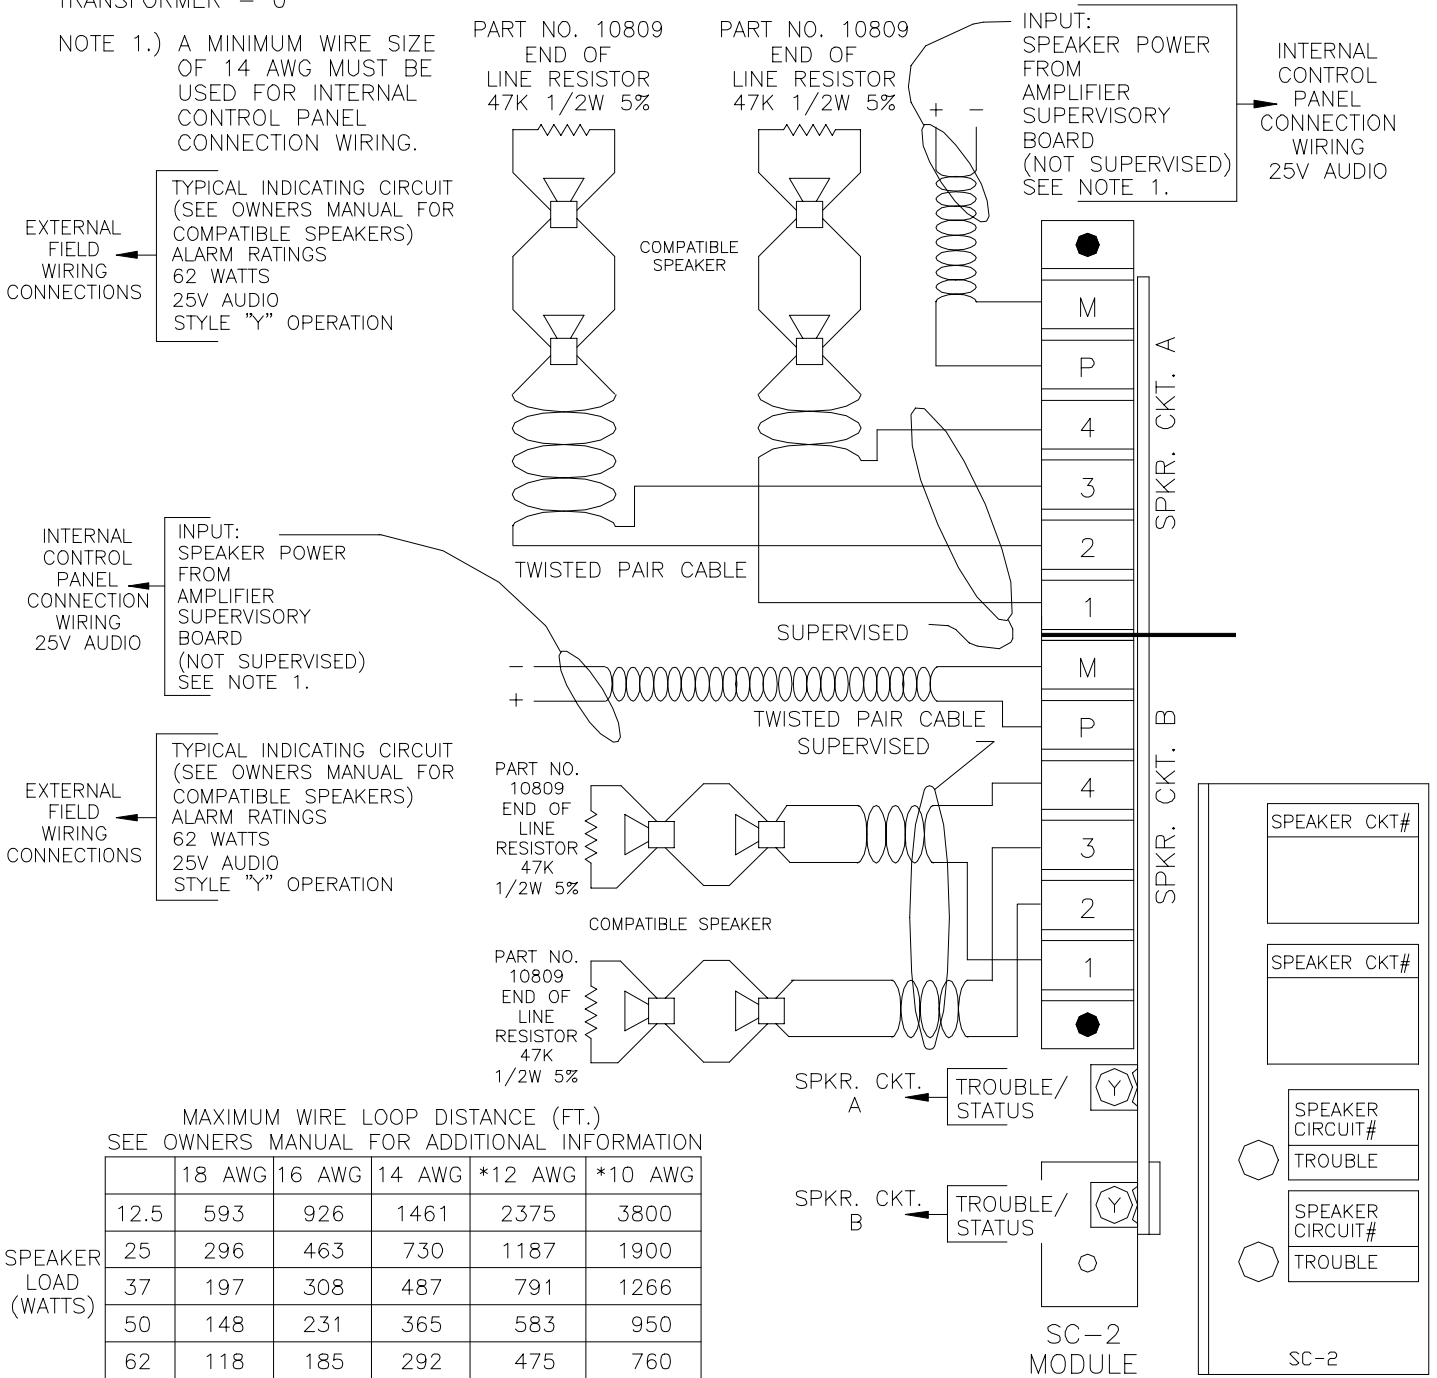 NOTE 1.) A MINIMUM WIRE SIZE
OF 14 AWG MUST BE
USED FOR INTERNAL
CONTROL PANEL
CONNECTION WIRING.
PART NO. 10809
END OF
LINE RESISTOR
47K 1/2W 5%
PART NO. 10809
END OF
LINE RESISTOR
47K 1/2W 5%
INPUT:
SPEAKER POWER
FROM
AMPLIFIER
SUPERVISORY
BOARD
(NOT SUPERVISED)
SEE NOTE 1.
INTERNAL
CONTROL
PANEL
CONNECTION
WIRING
25V AUDIO
+ −
EXTERNAL
FIELD
WIRING
CONNECTIONS
TYPICAL INDICATING CIRCUIT
(SEE OWNERS MANUAL FOR
COMPATIBLE SPEAKERS)
ALARM RATINGS
62 WATTS
25V AUDIO
STYLE "Y" OPERATION
COMPATIBLE
SPEAKER
M
P
4
3
2
1
SPKR. CKT. A
TWISTED PAIR CABLE
SUPERVISED
INTERNAL
CONTROL
PANEL
CONNECTION
WIRING
25V AUDIO
INPUT:
SPEAKER POWER
FROM
AMPLIFIER
SUPERVISORY
BOARD
(NOT SUPERVISED)
SEE NOTE 1.
−
+
TWISTED PAIR CABLE
SUPERVISED
M
P
4
3
2
1
SPKR. CKT. B
EXTERNAL
FIELD
WIRING
CONNECTIONS
TYPICAL INDICATING CIRCUIT
(SEE OWNERS MANUAL FOR
COMPATIBLE SPEAKERS)
ALARM RATINGS
62 WATTS
25V AUDIO
STYLE "Y" OPERATION
PART NO.
10809
END OF
LINE
RESISTOR
47K
1/2W 5%
COMPATIBLE SPEAKER
PART NO.
10809
END OF
LINE
RESISTOR
47K
1/2W 5%
SPKR. CKT.
A
TROUBLE/
STATUS
Y
SPKR. CKT.
B
TROUBLE/
STATUS
Y
SC−2
MODULE
SPEAKER CKT#
SPEAKER CKT#
SPEAKER
CIRCUIT#
TROUBLE
SPEAKER
CIRCUIT#
TROUBLE
SC−2
MAXIMUM WIRE LOOP DISTANCE (FT.)
SEE OWNERS MANUAL FOR ADDITIONAL INFORMATION
18 AWG 16 AWG 14 AWG *12 AWG *10 AWG
SPEAKER
LOAD
(WATTS)
12.5 593 926 1461 2375 3800
25 296 463 730 1187 1900
37 197 308 487 791 1266
50 148 231 365 583 950
62 118 185 292 475 760